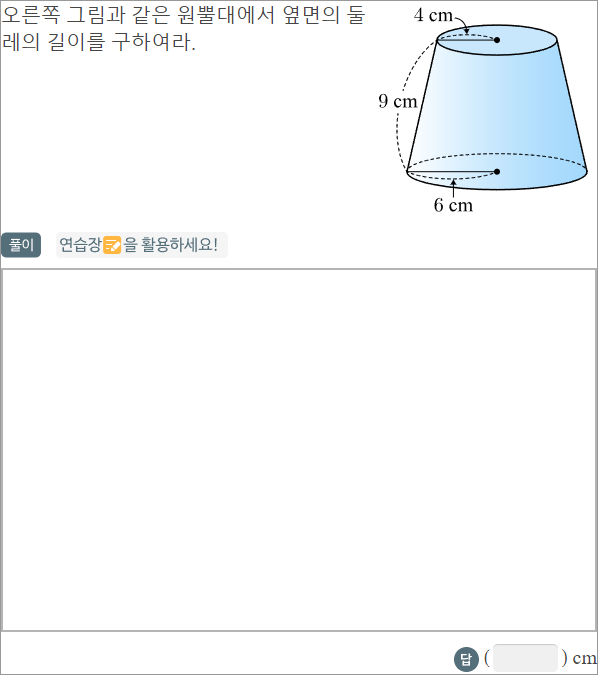 오른쪽 그림과 같은 원뿔대에서 옆면의 둘
레의 길이를 구하여라.
4 cm
9 cm
6 cm
풀이 연습장을 활용하세요!
답 ( ) cm